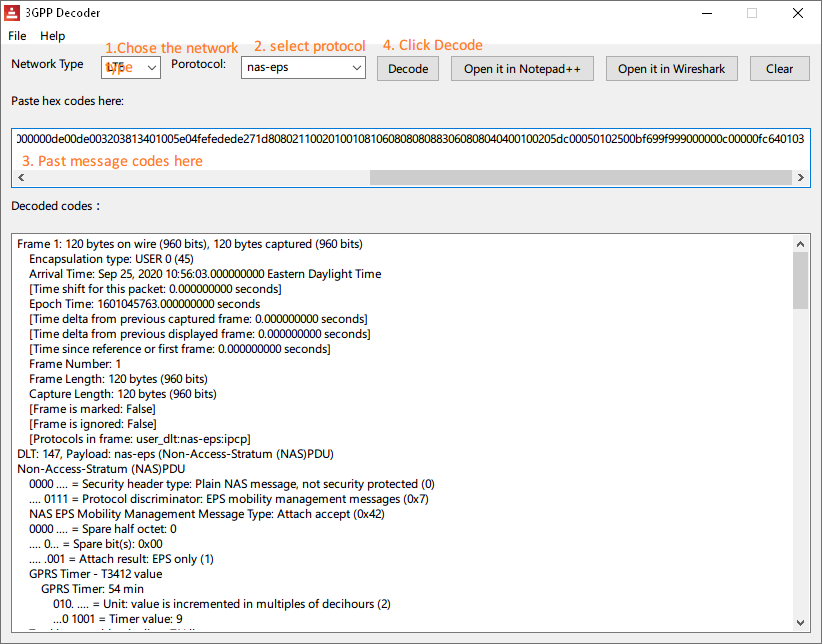 3GPP Decoder
File Help
1.Chose the network type 2. select protocol 4. Click Decode
Network Type LTE Porotocol: nas-eps Decode Open it in Notepad++ Open it in Wireshark Clear
Paste hex codes here:
000000de00de003203813401005e04fefedede271d808021100201001081060808080883060808040400100205dc00050102500bf699f999000000c00000fc640103
3. Past message codes here
Decoded codes：
Frame 1: 120 bytes on wire (960 bits), 120 bytes captured (960 bits)
Encapsulation type: USER 0 (45)
Arrival Time: Sep 25, 2020 10:56:03.000000000 Eastern Daylight Time
[Time shift for this packet: 0.000000000 seconds]
Epoch Time: 1601045763.000000000 seconds
[Time delta from previous captured frame: 0.000000000 seconds]
[Time delta from previous displayed frame: 0.000000000 seconds]
[Time since reference or first frame: 0.000000000 seconds]
Frame Number: 1
Frame Length: 120 bytes (960 bits)
Capture Length: 120 bytes (960 bits)
[Frame is marked: False]
[Frame is ignored: False]
[Protocols in frame: user_dlt:nas-eps:ipcp]
DLT: 147, Payload: nas-eps (Non-Access-Stratum (NAS)PDU)
Non-Access-Stratum (NAS)PDU
0000 .... = Security header type: Plain NAS message, not security protected (0)
.... 0111 = Protocol discriminator: EPS mobility management messages (0x7)
NAS EPS Mobility Management Message Type: Attach accept (0x42)
0000 .... = Spare half octet: 0
.... 0... = Spare bit(s): 0x00
.... .001 = Attach result: EPS only (1)
GPRS Timer - T3412 value
GPRS Timer: 54 min
010. .... = Unit: value is incremented in multiples of decihours (2)
...0 1001 = Timer value: 9